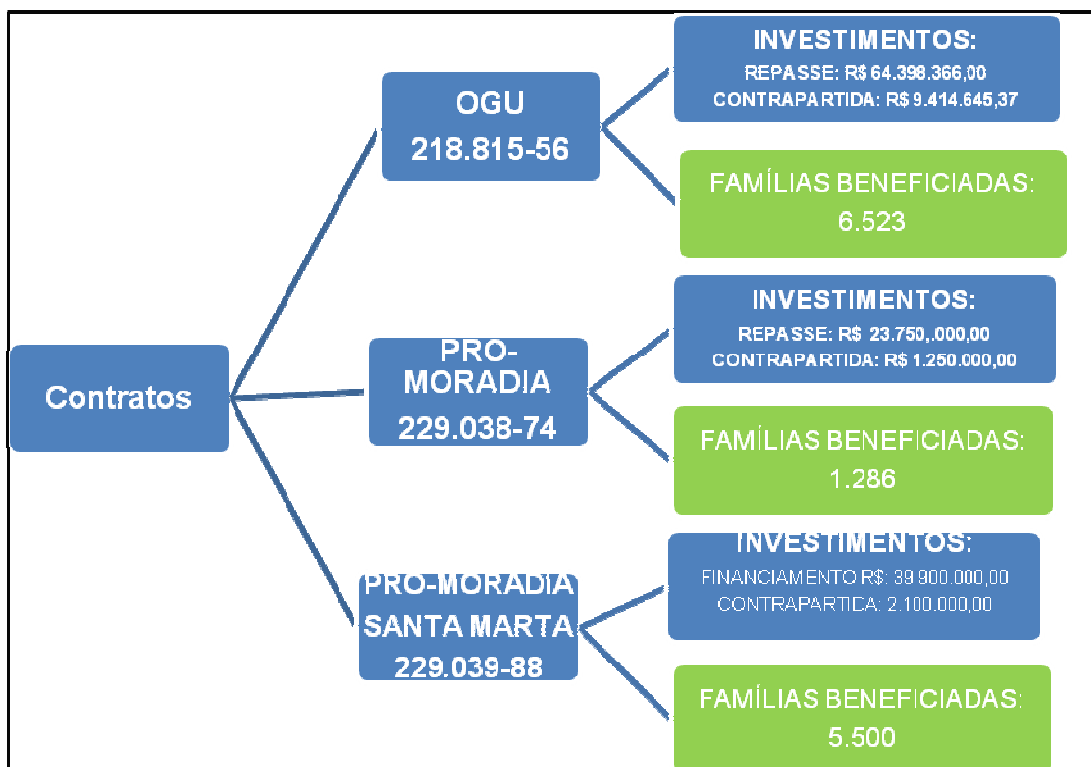 Contratos
OGU
218.815-56
INVESTIMENTOS:
REPASSE: R$ 64.398.366,00
CONTRAPARTIDA: R$ 9.414.645,37
FAMÍLIAS BENEFICIADAS:
6.523
PRO-
MORADIA
229.038-74
INVESTIMENTOS:
REPASSE: R$ 23.750,.000,00
CONTRAPARTIDA: R$ 1.250.000,00
FAMÍLIAS BENEFICIADAS:
1.286
PRO-MORADIA
SANTA MARTA
229.039-88
INVESTIMENTOS:
FINANCIAMENTO R$: 39.900.000,00
CONTRAPARTIDA: 2.100.000,00
FAMÍLIAS BENEFICIADAS:
5.500